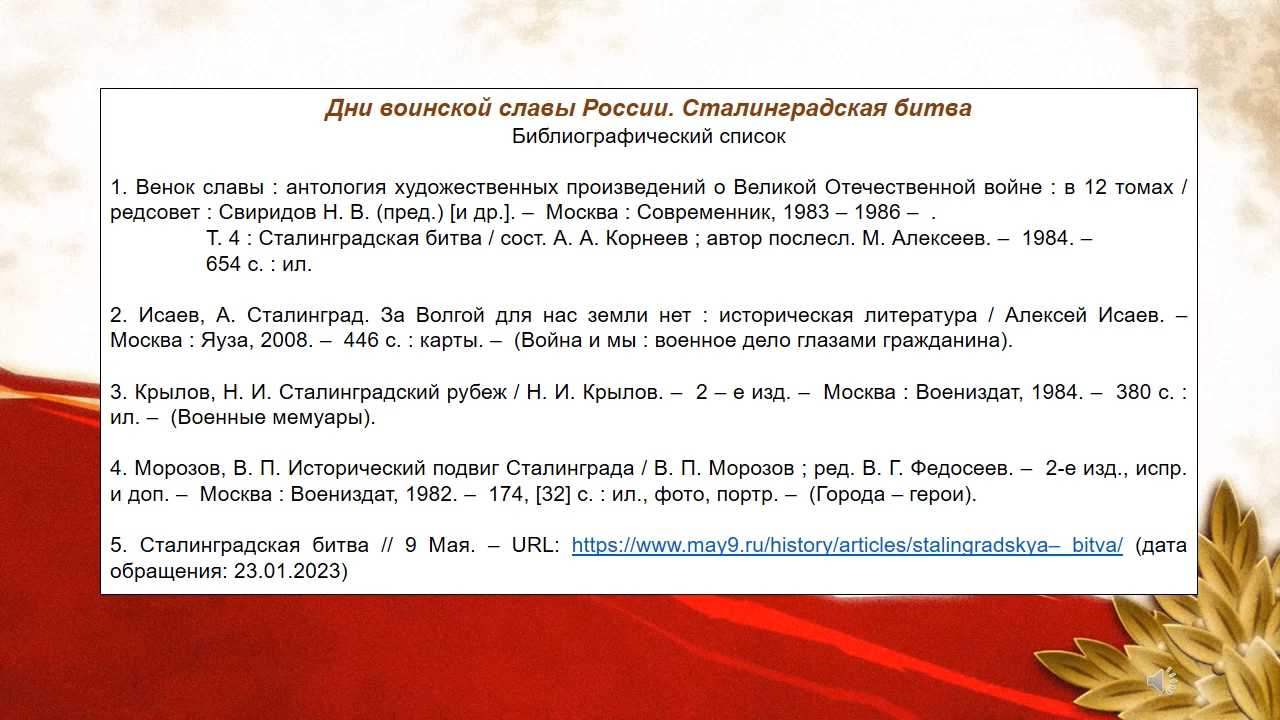 Дни воинской славы России. Сталинградская битва
Библиографический список
1. Венок славы : антология художественных произведений о Великой Отечественной войне : в 12 томах /
редсовет : Свиридов Н. В. (пред.) [и др.]. – Москва : Современник, 1983 – 1986 – .
Т. 4 : Сталинградская битва / сост. А. А. Корнеев ; автор послесл. М. Алексеев. – 1984. –
654 с. : ил.
2. Исаев, А. Сталинград. За Волгой для нас земли нет : историческая литература / Алексей Исаев. –
Москва : Яуза, 2008. – 446 с. : карты. – (Война и мы : военное дело глазами гражданина).
3. Крылов, Н. И. Сталинградский рубеж / Н. И. Крылов. – 2 – е изд. – Москва : Воениздат, 1984. – 380 с. :
ил. – (Военные мемуары).
4. Морозов, В. П. Исторический подвиг Сталинграда / В. П. Морозов ; ред. В. Г. Федосеев. – 2-е изд., испр.
и доп. – Москва : Воениздат, 1982. – 174, [32] с. : ил., фото, портр. – (Города – герои).
5. Сталинградская битва // 9 Мая. – URL: https://www.may9.ru/history/articles/stalingradskya– bitva/ (дата
обращения: 23.01.2023)